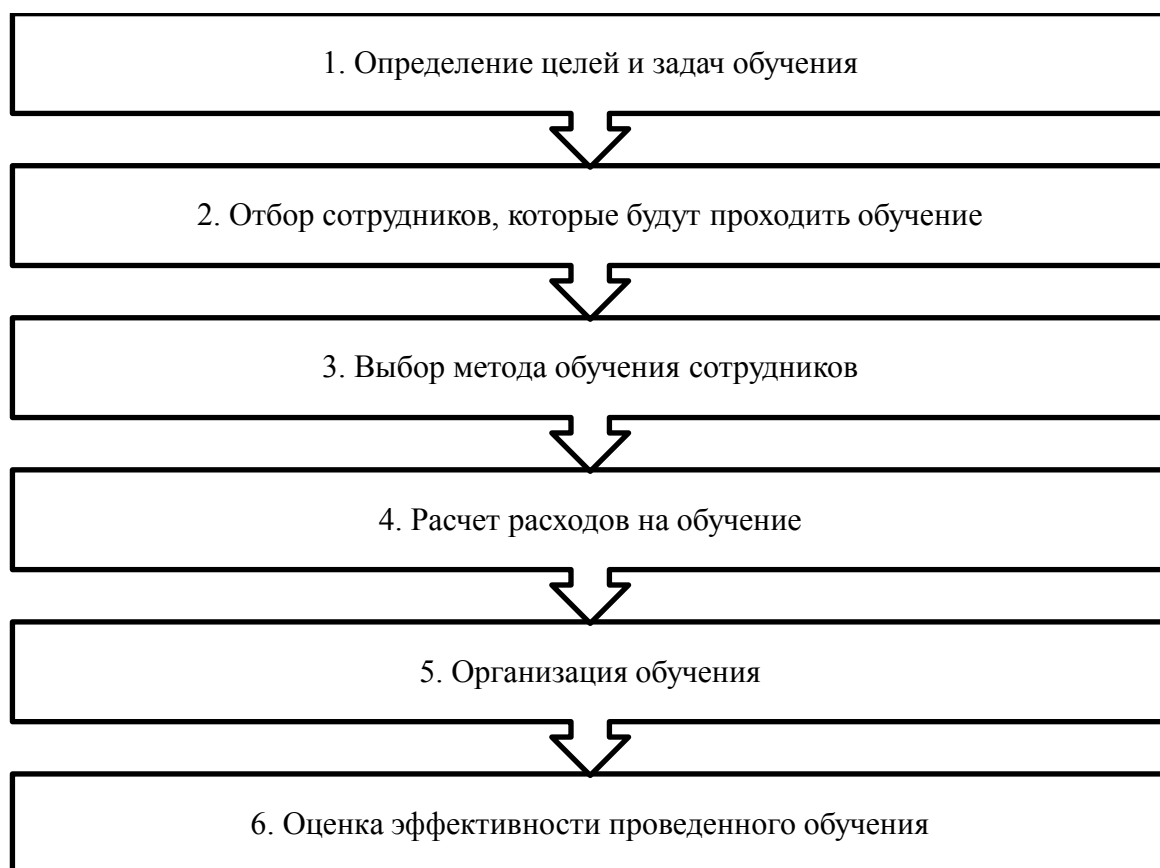 1. Определение целей и задач обучения
2. Отбор сотрудников, которые будут проходить обучение
3. Выбор метода обучения сотрудников
4. Расчет расходов на обучение
5. Организация обучения
6. Оценка эффективности проведенного обучения